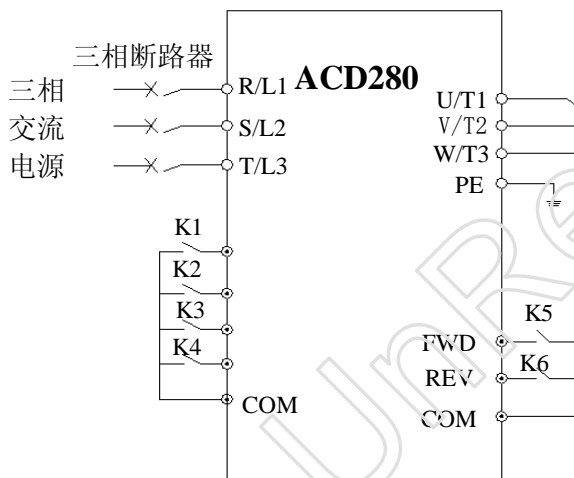 三相断路器
三相
交流
电源
R/L1
S/L2
T/L3
ACD280
U/T1
V/T2
W/T3
PE
K1
K2
K3
K4
COM
FWD
REV
COM
K5
K6
UnRe